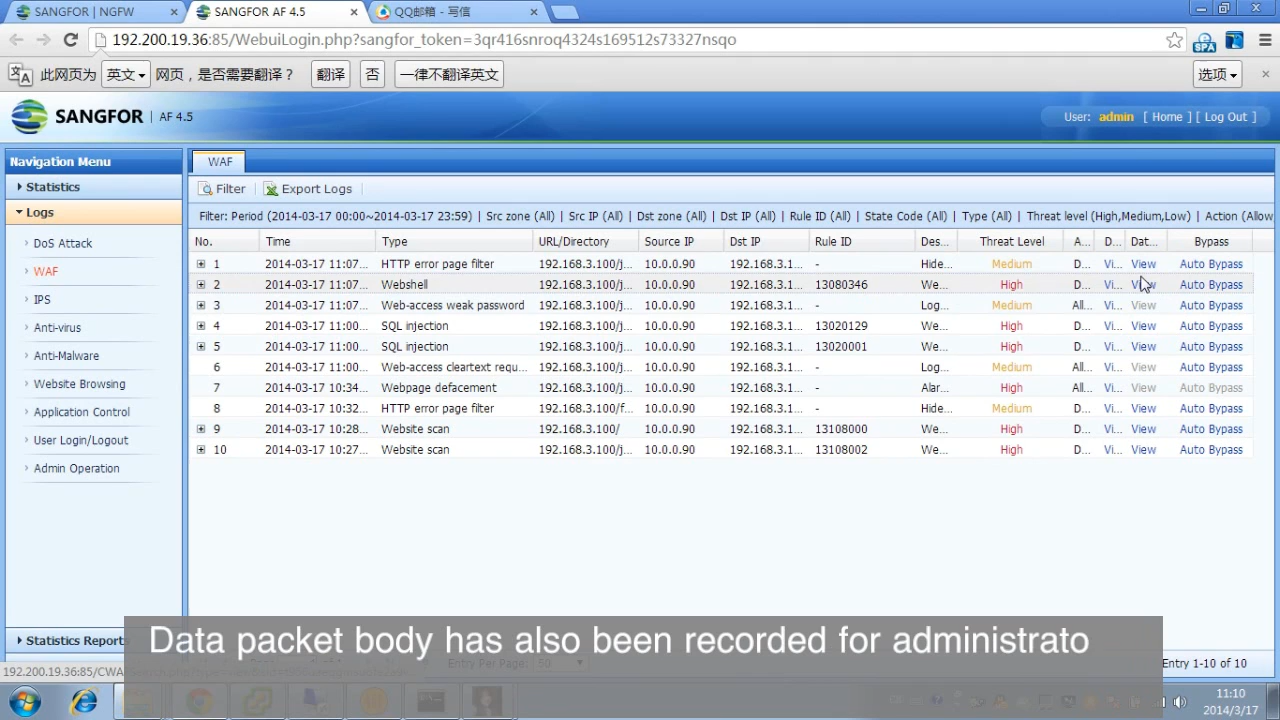 SANGFOR | NGFW
SANGFOR AF 4.5
QQ邮箱 - 写信
192.200.19.36:85/WebuiLogin.php?sangfor_token=3qr416snroq4324s169512s73327nsqo
此网页为 英文 网页，是否需要翻译？ 翻译 否 一律不翻译英文 选项
SANGFOR | AF 4.5
User: admin [ Home ] [ Log Out ]
Navigation Menu
Statistics
Logs
DoS Attack
WAF
IPS
Anti-virus
Anti-Malware
Website Browsing
Application Control
User Login/Logout
Admin Operation
Statistics Reports
WAF
Filter Export Logs
Filter: Period (2014-03-17 00:00~2014-03-17 23:59) | Src zone (All) | Src IP (All) | Dst zone (All) | Dst IP (All) | Rule ID (All) | State Code (All) | Type (All) | Threat level (High,Medium,Low) | Action (Allow
No. Time Type URL/Directory Source IP Dst IP Rule ID Des... Threat Level A... D... Dat... Bypass
1 2014-03-17 11:07... HTTP error page filter 192.168.3.100/j... 10.0.0.90 192.168.3.1... - Hide... Medium D... Vi... View Auto Bypass
2 2014-03-17 11:07... Webshell 192.168.3.100/j... 10.0.0.90 192.168.3.1... 13080346 We... High D... Vi... View Auto Bypass
3 2014-03-17 11:07... Web-access weak password 192.168.3.100/j... 10.0.0.90 192.168.3.1... - Log... Medium All... Vi... View Auto Bypass
4 2014-03-17 11:00... SQL injection 192.168.3.100/j... 10.0.0.90 192.168.3.1... 13020129 We... High D... Vi... View Auto Bypass
5 2014-03-17 11:00... SQL injection 192.168.3.100/j... 10.0.0.90 192.168.3.1... 13020001 We... High D... Vi... View Auto Bypass
6 2014-03-17 11:00... Web-access cleartext requ... 192.168.3.100/j... 10.0.0.90 192.168.3.1... - Log... Medium All... Vi... View Auto Bypass
7 2014-03-17 10:34... Webpage defacement 192.168.3.100/j... 10.0.0.90 192.168.3.1... - Alar... High All... Vi... View Auto Bypass
8 2014-03-17 10:32... HTTP error page filter 192.168.3.100/f... 10.0.0.90 192.168.3.1... - Hide... Medium D... Vi... View Auto Bypass
9 2014-03-17 10:28... Website scan 192.168.3.100/ 10.0.0.90 192.168.3.1... 13108000 We... High D... Vi... View Auto Bypass
10 2014-03-17 10:27... Website scan 192.168.3.100/j... 10.0.0.90 192.168.3.1... 13108002 We... High D... Vi... View Auto Bypass
Data packet body has also been recorded for administrato
Entry Per Page: 50 Entry 1-10 of 10
11:10
2014/3/17